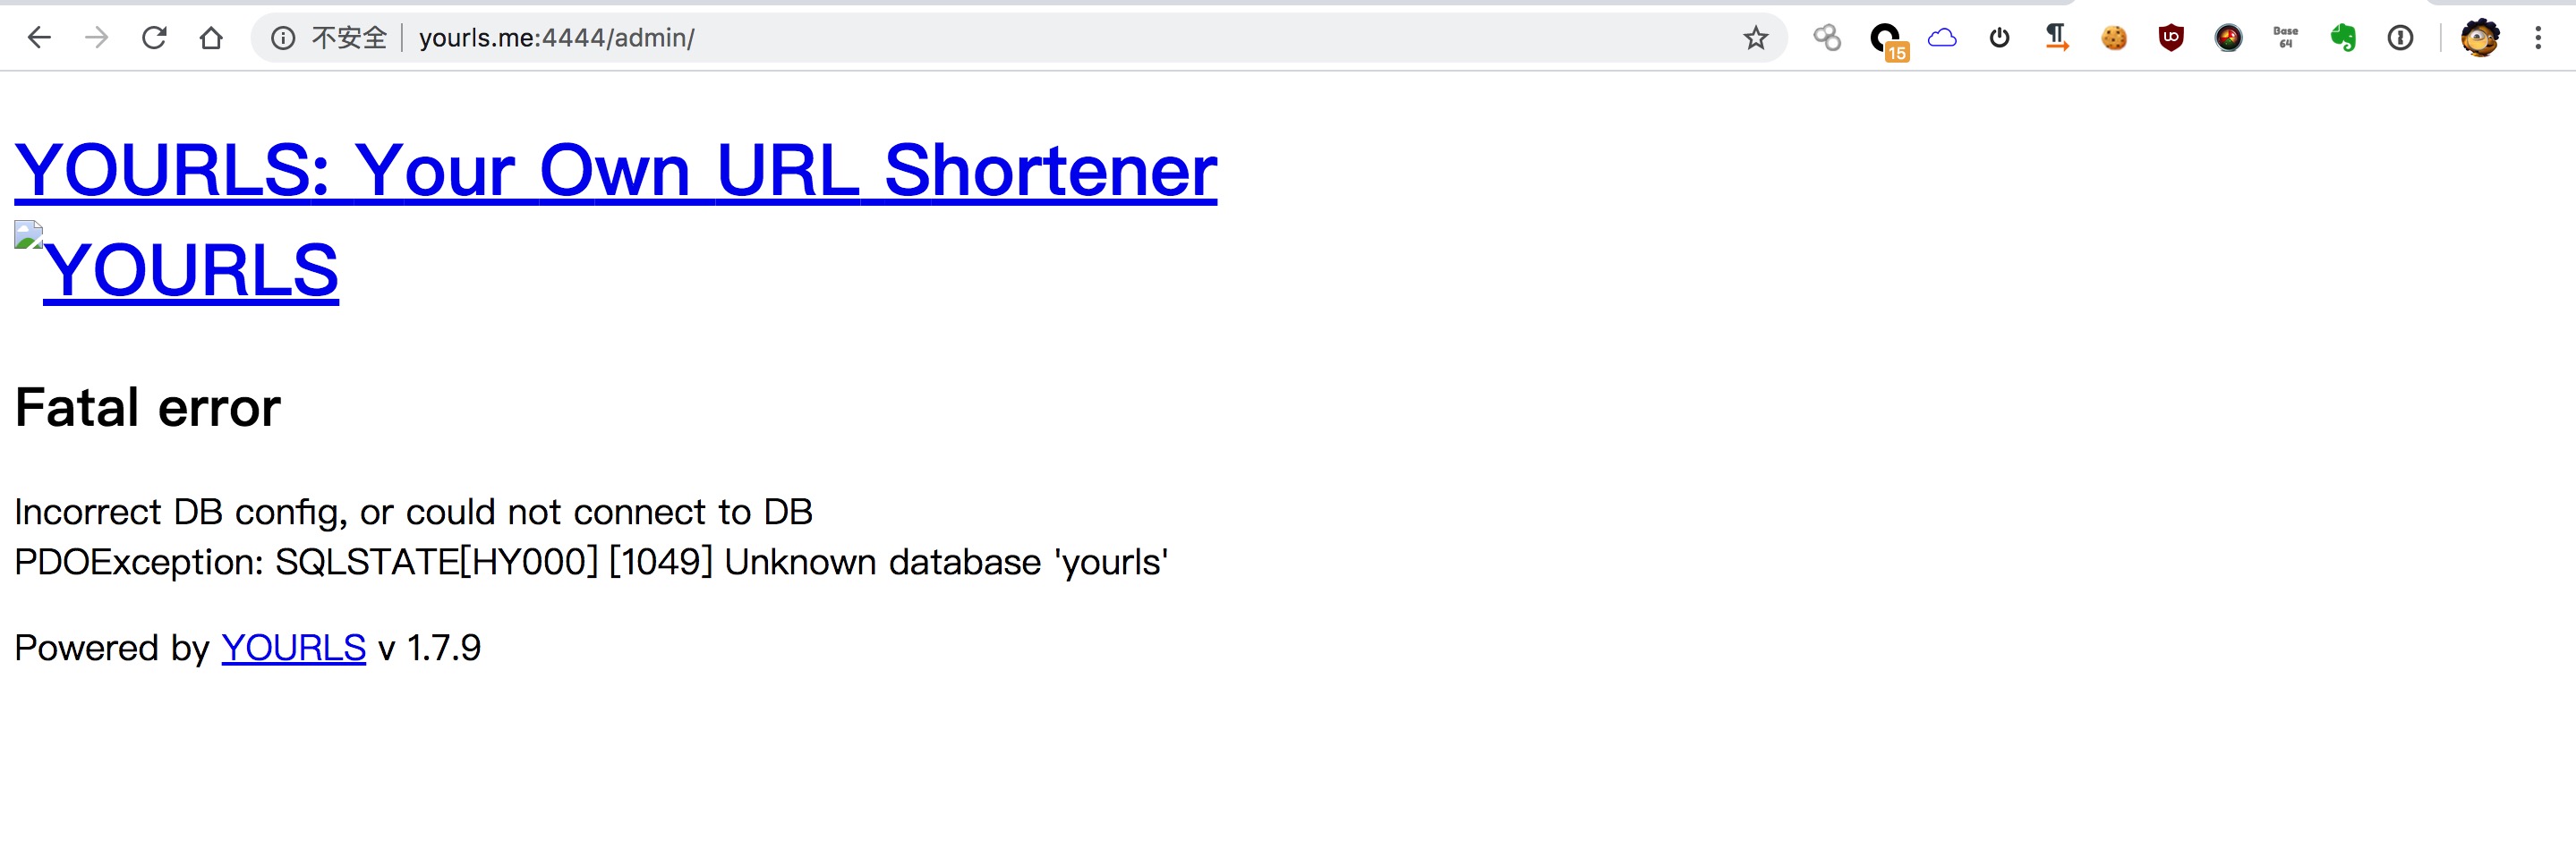 不安全 yourls.me:4444/admin/
15
UO
Base
64
YOURLS: Your Own URL Shortener
YOURLS
Fatal error
Incorrect DB config, or could not connect to DB
PDOException: SQLSTATE[HY000] [1049] Unknown database 'yourls'
Powered by YOURLS v 1.7.9